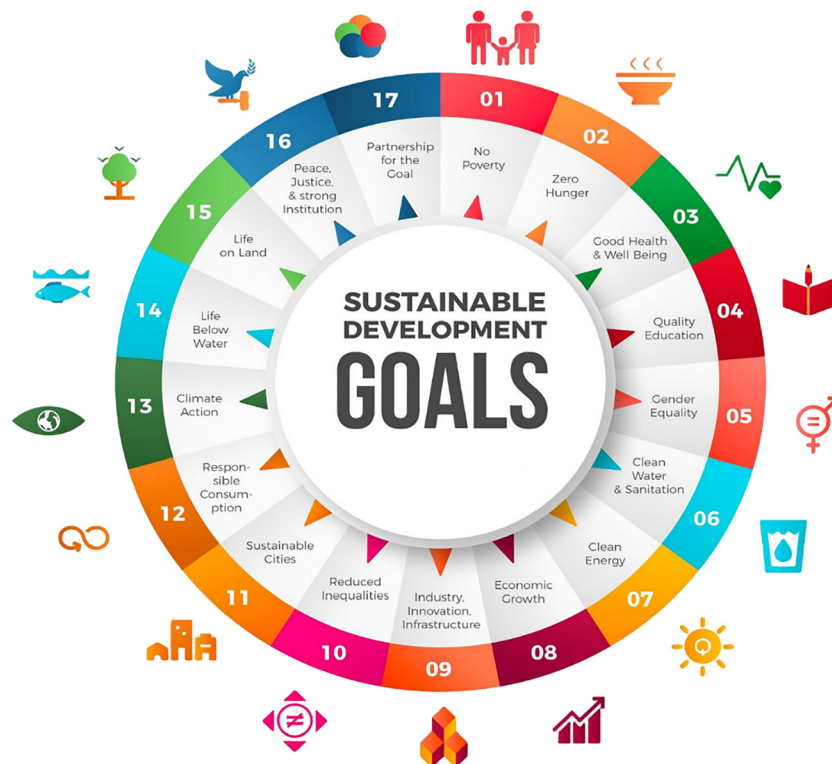 SUSTAINABLE
DEVELOPMENT
GOALS
01
No
Poverty
02
Zero
Hunger
03
Good Health
& Well Being
04
Quality
Education
05
Gender
Equality
06
Clean
Water
& Sanitation
07
Clean
Energy
08
Economic
Growth
09
Industry,
Innovation,
Infrastructure
10
Reduced
Inequalities
11
Sustainable
Cities
12
Respon-
sible
Consum-
ption
13
Climate
Action
14
Life
Below
Water
15
Life
on Land
16
Peace,
Justice,
& strong
Institution
17
Partnership
for the
Goal